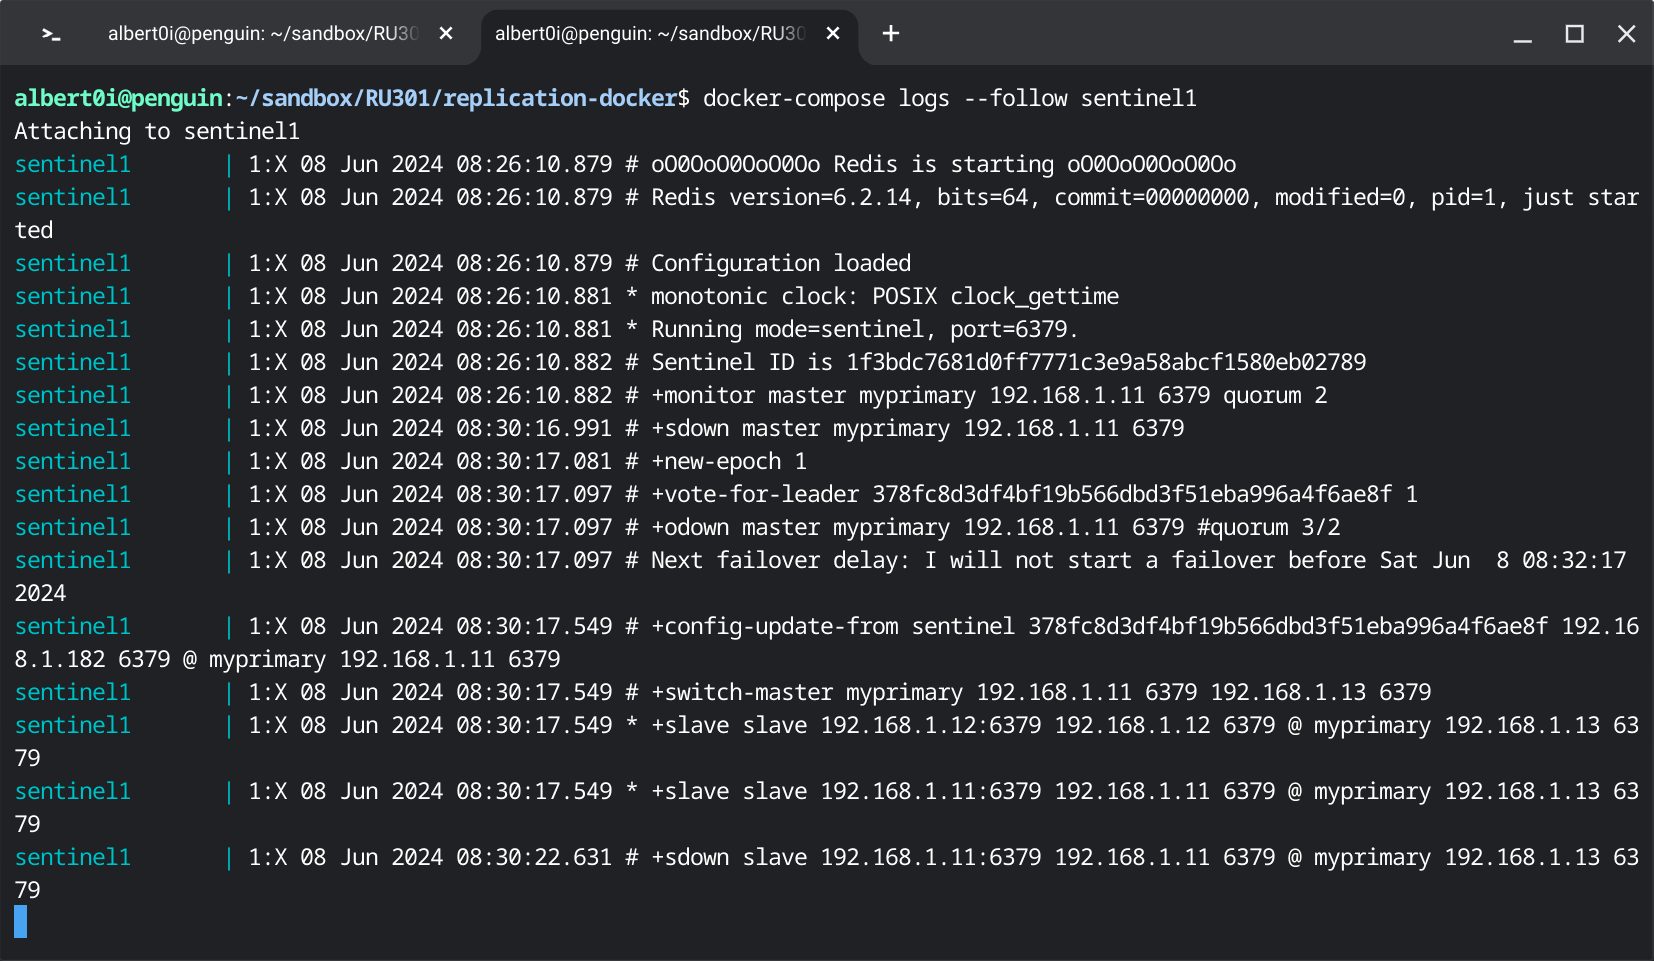 albert0i@penguin: ~/sandbox/RU30
albert0i@penguin: ~/sandbox/RU30
albert0i@penguin:~/sandbox/RU301/replication-docker$ docker-compose logs --follow sentinel1
Attaching to sentinel1
sentinel1 | 1:X 08 Jun 2024 08:26:10.879 # oO0OoO0OoO0Oo Redis is starting oO0OoO0OoO0Oo
sentinel1 | 1:X 08 Jun 2024 08:26:10.879 # Redis version=6.2.14, bits=64, commit=00000000, modified=0, pid=1, just star
ted
sentinel1 | 1:X 08 Jun 2024 08:26:10.879 # Configuration loaded
sentinel1 | 1:X 08 Jun 2024 08:26:10.881 * monotonic clock: POSIX clock_gettime
sentinel1 | 1:X 08 Jun 2024 08:26:10.881 * Running mode=sentinel, port=6379.
sentinel1 | 1:X 08 Jun 2024 08:26:10.882 # Sentinel ID is 1f3bdc7681d0ff7771c3e9a58abcf1580eb02789
sentinel1 | 1:X 08 Jun 2024 08:26:10.882 # +monitor master myprimary 192.168.1.11 6379 quorum 2
sentinel1 | 1:X 08 Jun 2024 08:30:16.991 # +sdown master myprimary 192.168.1.11 6379
sentinel1 | 1:X 08 Jun 2024 08:30:17.081 # +new-epoch 1
sentinel1 | 1:X 08 Jun 2024 08:30:17.097 # +vote-for-leader 378fc8d3df4bf19b566dbd3f51eba996a4f6ae8f 1
sentinel1 | 1:X 08 Jun 2024 08:30:17.097 # +odown master myprimary 192.168.1.11 6379 #quorum 3/2
sentinel1 | 1:X 08 Jun 2024 08:30:17.097 # Next failover delay: I will not start a failover before Sat Jun  8 08:32:17
2024
sentinel1 | 1:X 08 Jun 2024 08:30:17.549 # +config-update-from sentinel 378fc8d3df4bf19b566dbd3f51eba996a4f6ae8f 192.16
8.1.182 6379 @ myprimary 192.168.1.11 6379
sentinel1 | 1:X 08 Jun 2024 08:30:17.549 # +switch-master myprimary 192.168.1.11 6379 192.168.1.13 6379
sentinel1 | 1:X 08 Jun 2024 08:30:17.549 * +slave slave 192.168.1.12:6379 192.168.1.12 6379 @ myprimary 192.168.1.13 63
79
sentinel1 | 1:X 08 Jun 2024 08:30:17.549 * +slave slave 192.168.1.11:6379 192.168.1.11 6379 @ myprimary 192.168.1.13 63
79
sentinel1 | 1:X 08 Jun 2024 08:30:22.631 # +sdown slave 192.168.1.11:6379 192.168.1.11 6379 @ myprimary 192.168.1.13 63
79